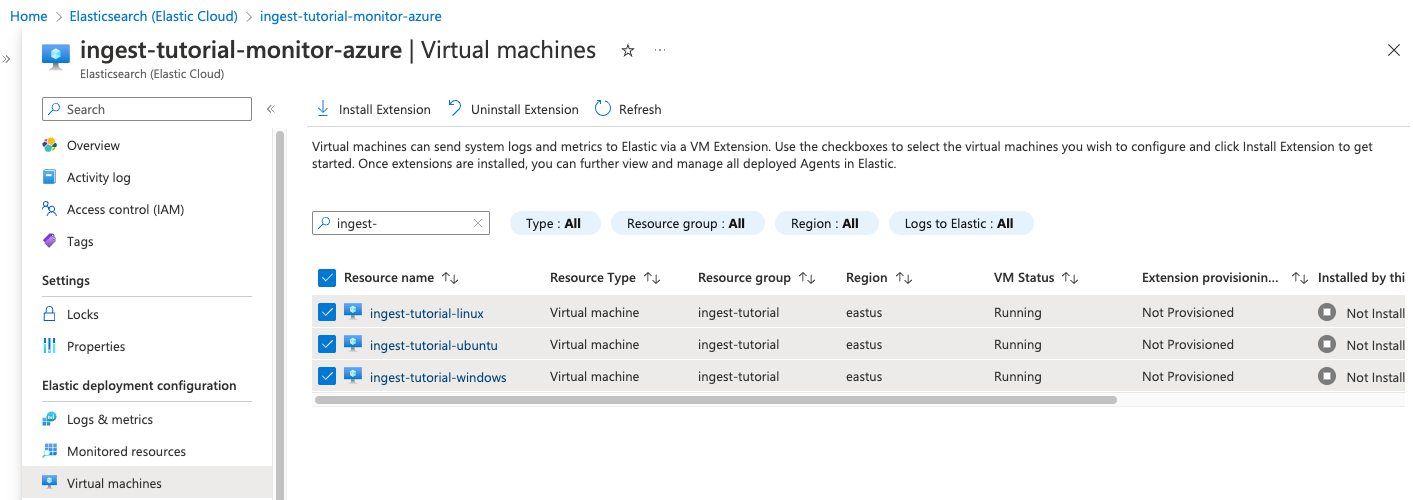 Home > Elasticsearch (Elastic Cloud) > ingest-tutorial-monitor-azure
ingest-tutorial-monitor-azure | Virtual machines
Elasticsearch (Elastic Cloud)
Search
Overview
Activity log
Access control (IAM)
Tags
Settings
Locks
Properties
Elastic deployment configuration
Logs & metrics
Monitored resources
Virtual machines
Install Extension Uninstall Extension Refresh
Virtual machines can send system logs and metrics to Elastic via a VM Extension. Use the checkboxes to select the virtual machines you wish to configure and click Install Extension to get
started. Once extensions are installed, you can further view and manage all deployed Agents in Elastic.
ingest- Type : All Resource group : All Region : All Logs to Elastic : All
Resource name Resource Type Resource group Region VM Status Extension provisionin... Installed by thi
ingest-tutorial-linux Virtual machine ingest-tutorial eastus Running Not Provisioned Not Install
ingest-tutorial-ubuntu Virtual machine ingest-tutorial eastus Running Not Provisioned Not Install
ingest-tutorial-windows Virtual machine ingest-tutorial eastus Running Not Provisioned Not Install